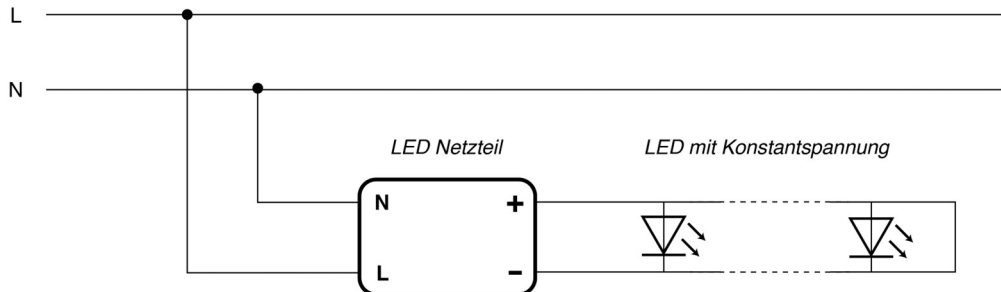 L
N
LED Netzteil
LED mit Konstantspannung
N +
L -